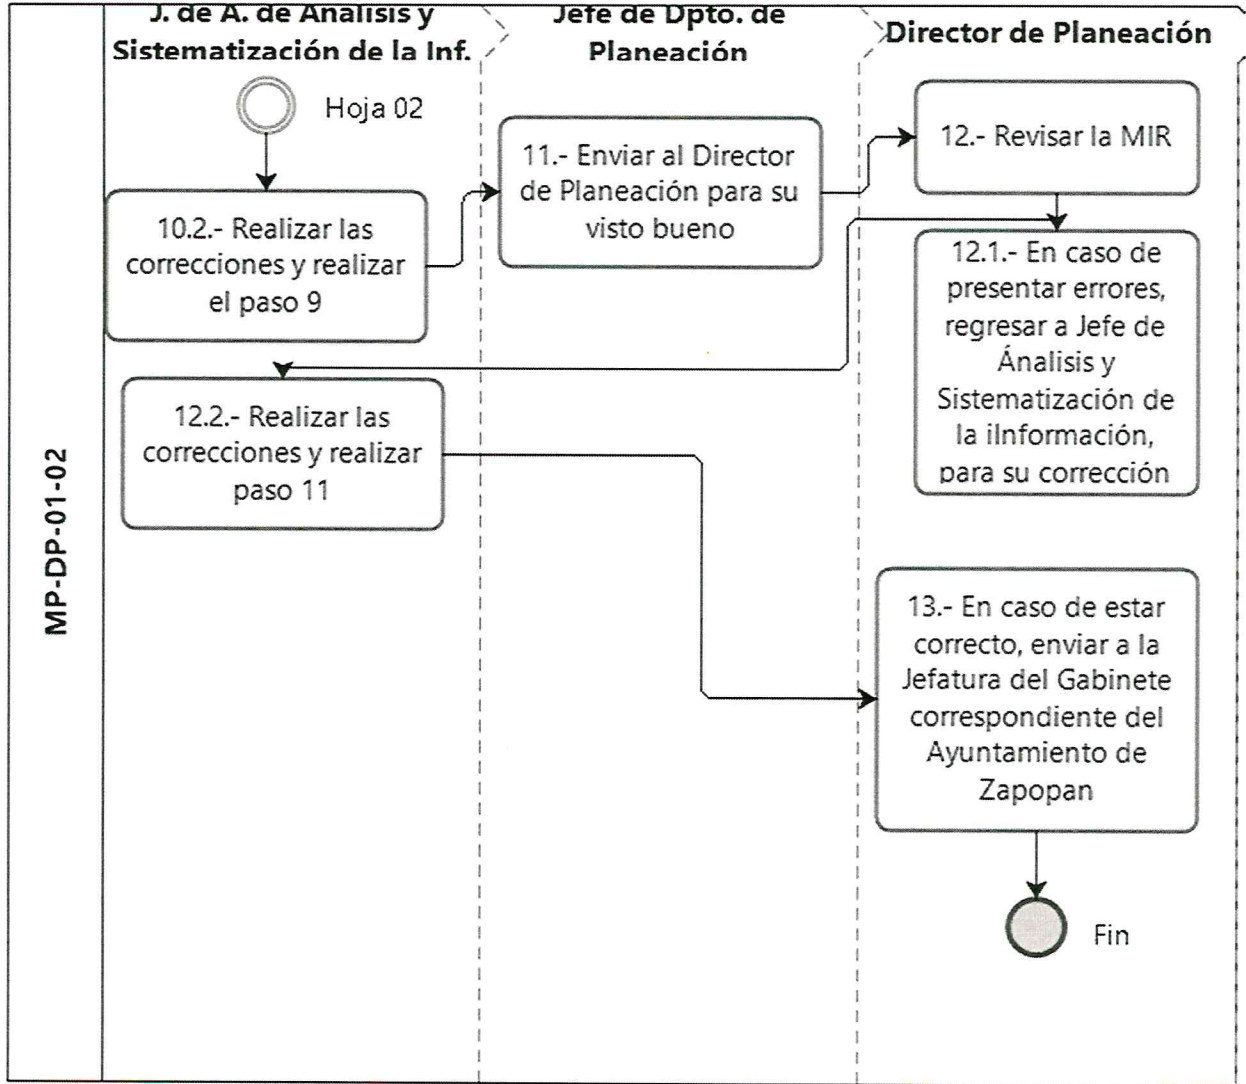 J. de A. de Analisis y
Sistematización de la Inf.
Jefe de Dpto. de
Planeación
Director de Planeación
MP-DP-01-02
Hoja 02
10.2.- Realizar las
correcciones y realizar
el paso 9
11.- Enviar al Director
de Planeación para su
visto bueno
12.- Revisar la MIR
12.1.- En caso de
presentar errores,
regresar a Jefe de
Ánalisis y
Sistematización de
la iInformación,
para su corrección
12.2.- Realizar las
correcciones y realizar
paso 11
13.- En caso de estar
correcto, enviar a la
Jefatura del Gabinete
correspondiente del
Ayuntamiento de
Zapopan
Fin